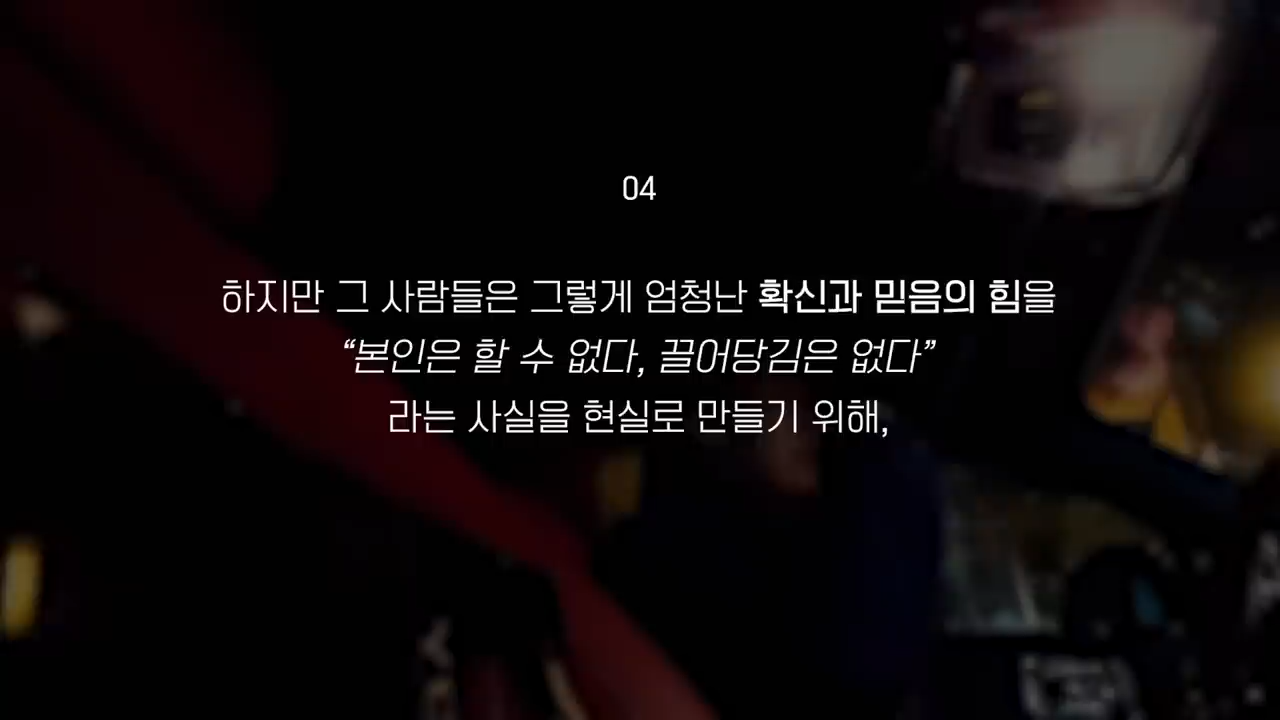 04
하지만 그 사람들은 그렇게 엄청난 확신과 믿음의 힘을
“본인은 할 수 없다, 끌어당김은 없다”
라는 사실을 현실로 만들기 위해,